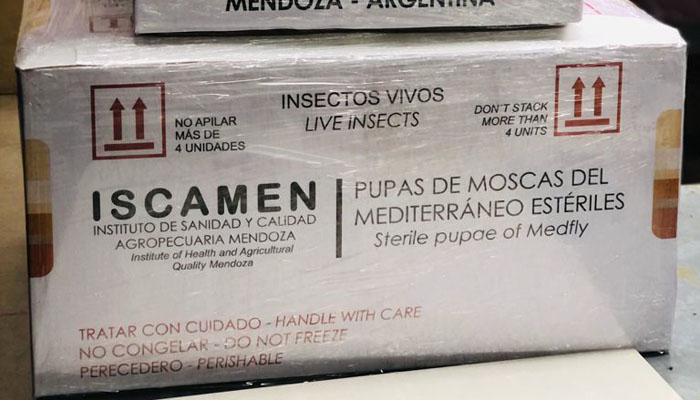 MENDOZA - ARGENTINA
NO APILAR
MÁS DE
4 UNIDADES
INSECTOS VIVOS
LIVE INSECTS
DON´T STACK
MORE THAN
4 UNITS
ISCAMEN
INSTITUTO DE SANIDAD Y CALIDAD
AGROPECUARIA MENDOZA
Institute of Health and Agricultural
Quality Mendoza
PUPAS DE MOSCAS DEL
MEDITERRÁNEO ESTÉRILES
Sterile pupae of Medfly
TRATAR CON CUIDADO - HANDLE WITH CARE
NO CONGELAR - DO NOT FREEZE
PERECEDERO - PERISHABLE